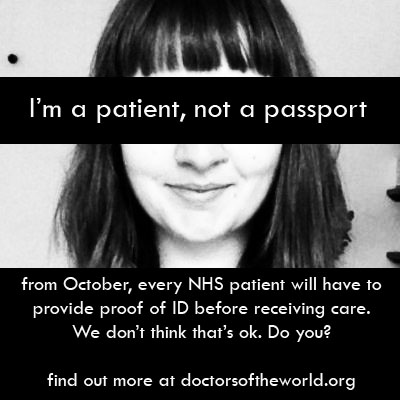 I'm a patient, not a passport
from October, every NHS patient will have to
provide proof of ID before receiving care.
We don't think that's ok. Do you?
find out more at doctorsoftheworld.org